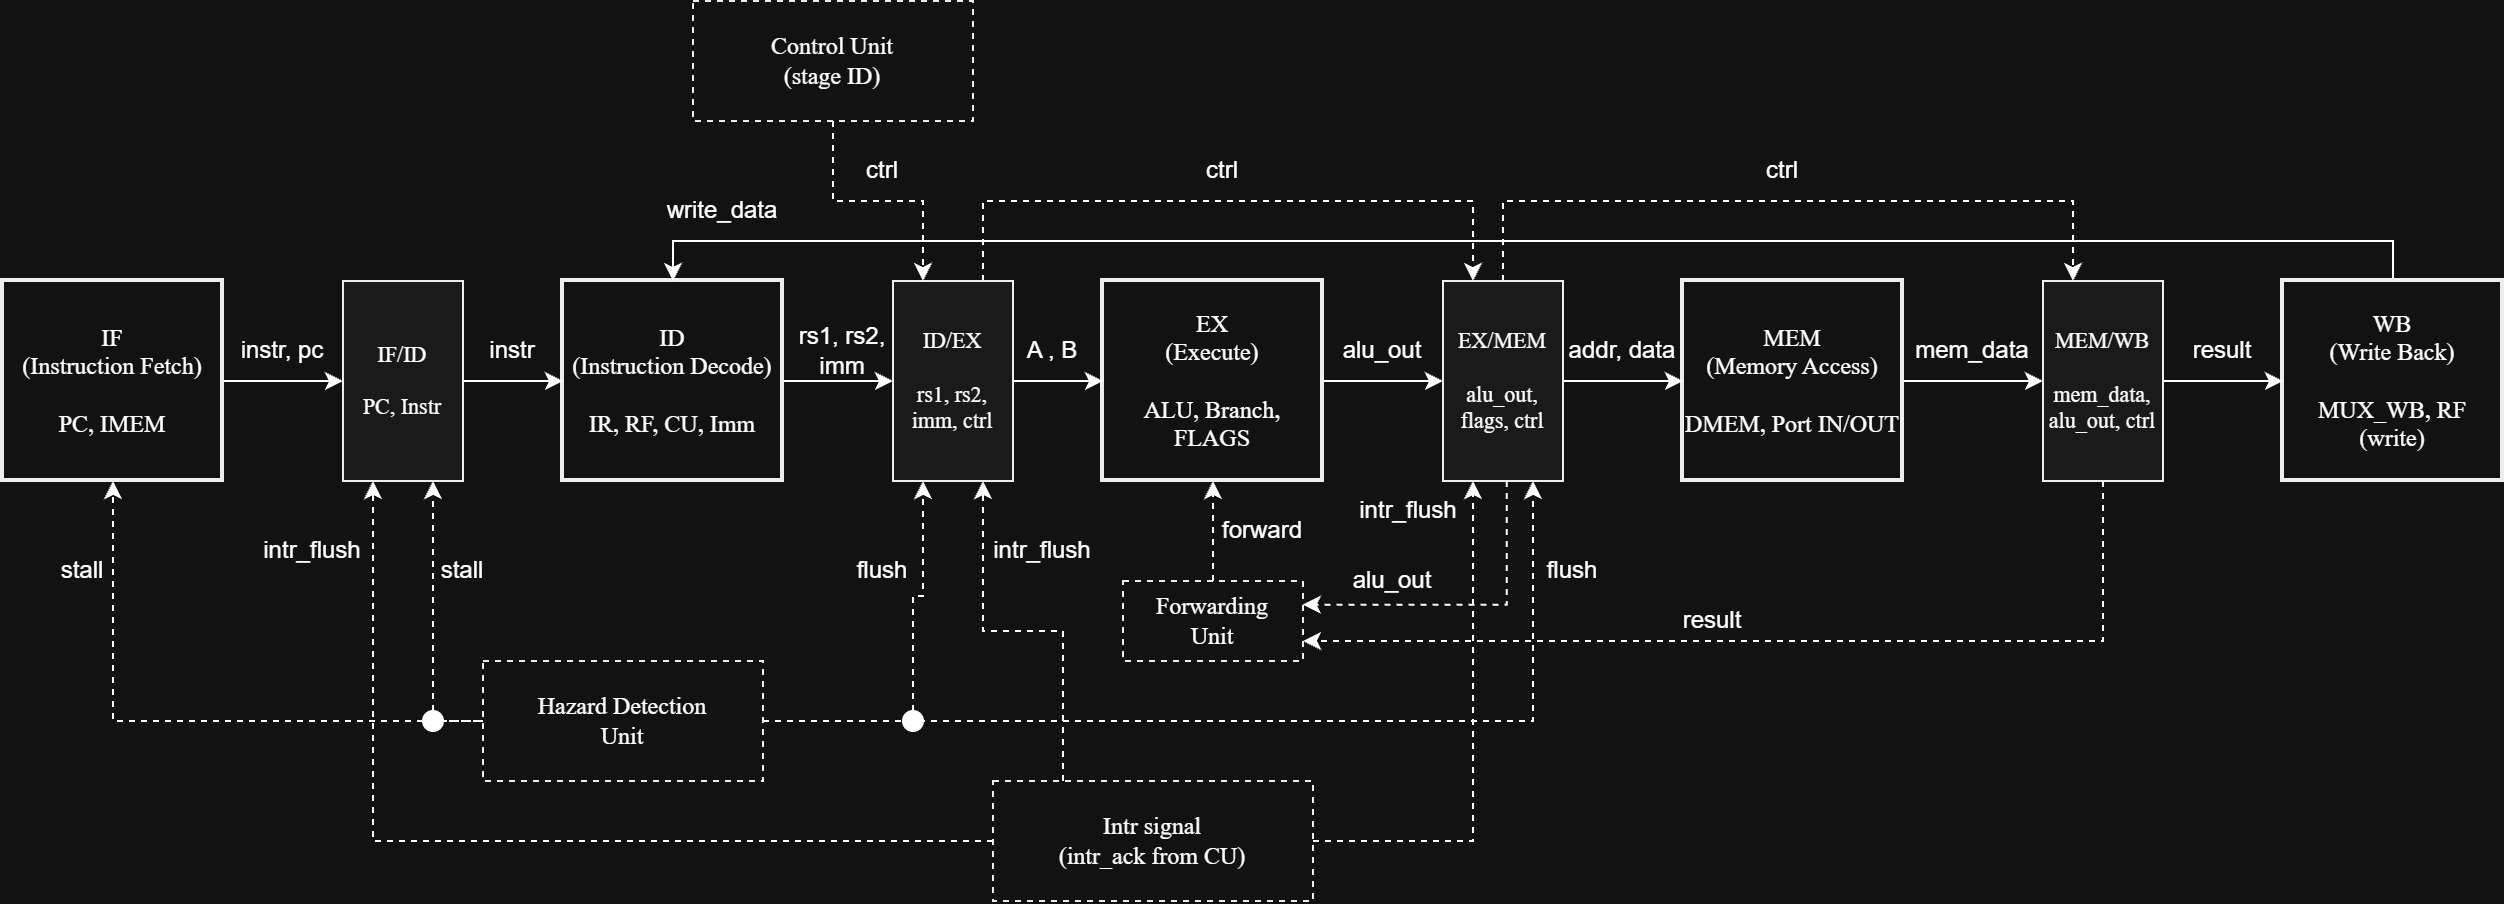 Control Unit
(stage ID)
ctrl
ctrl
ctrl
write_data
IF
(Instruction Fetch)
PC, IMEM
instr, pc
IF/ID
PC, Instr
instr
ID
(Instruction Decode)
IR, RF, CU, Imm
rs1, rs2,
imm
ID/EX
rs1, rs2,
imm, ctrl
A , B
EX
(Execute)
ALU, Branch,
FLAGS
alu_out
EX/MEM
alu_out,
flags, ctrl
addr, data
MEM
(Memory Access)
DMEM, Port IN/OUT
mem_data
MEM/WB
mem_data,
alu_out, ctrl
result
WB
(Write Back)
MUX_WB, RF
(write)
stall
intr_flush
stall
flush
intr_flush
forward
intr_flush
alu_out
flush
Forwarding
Unit
result
Hazard Detection
Unit
Intr signal
(intr_ack from CU)